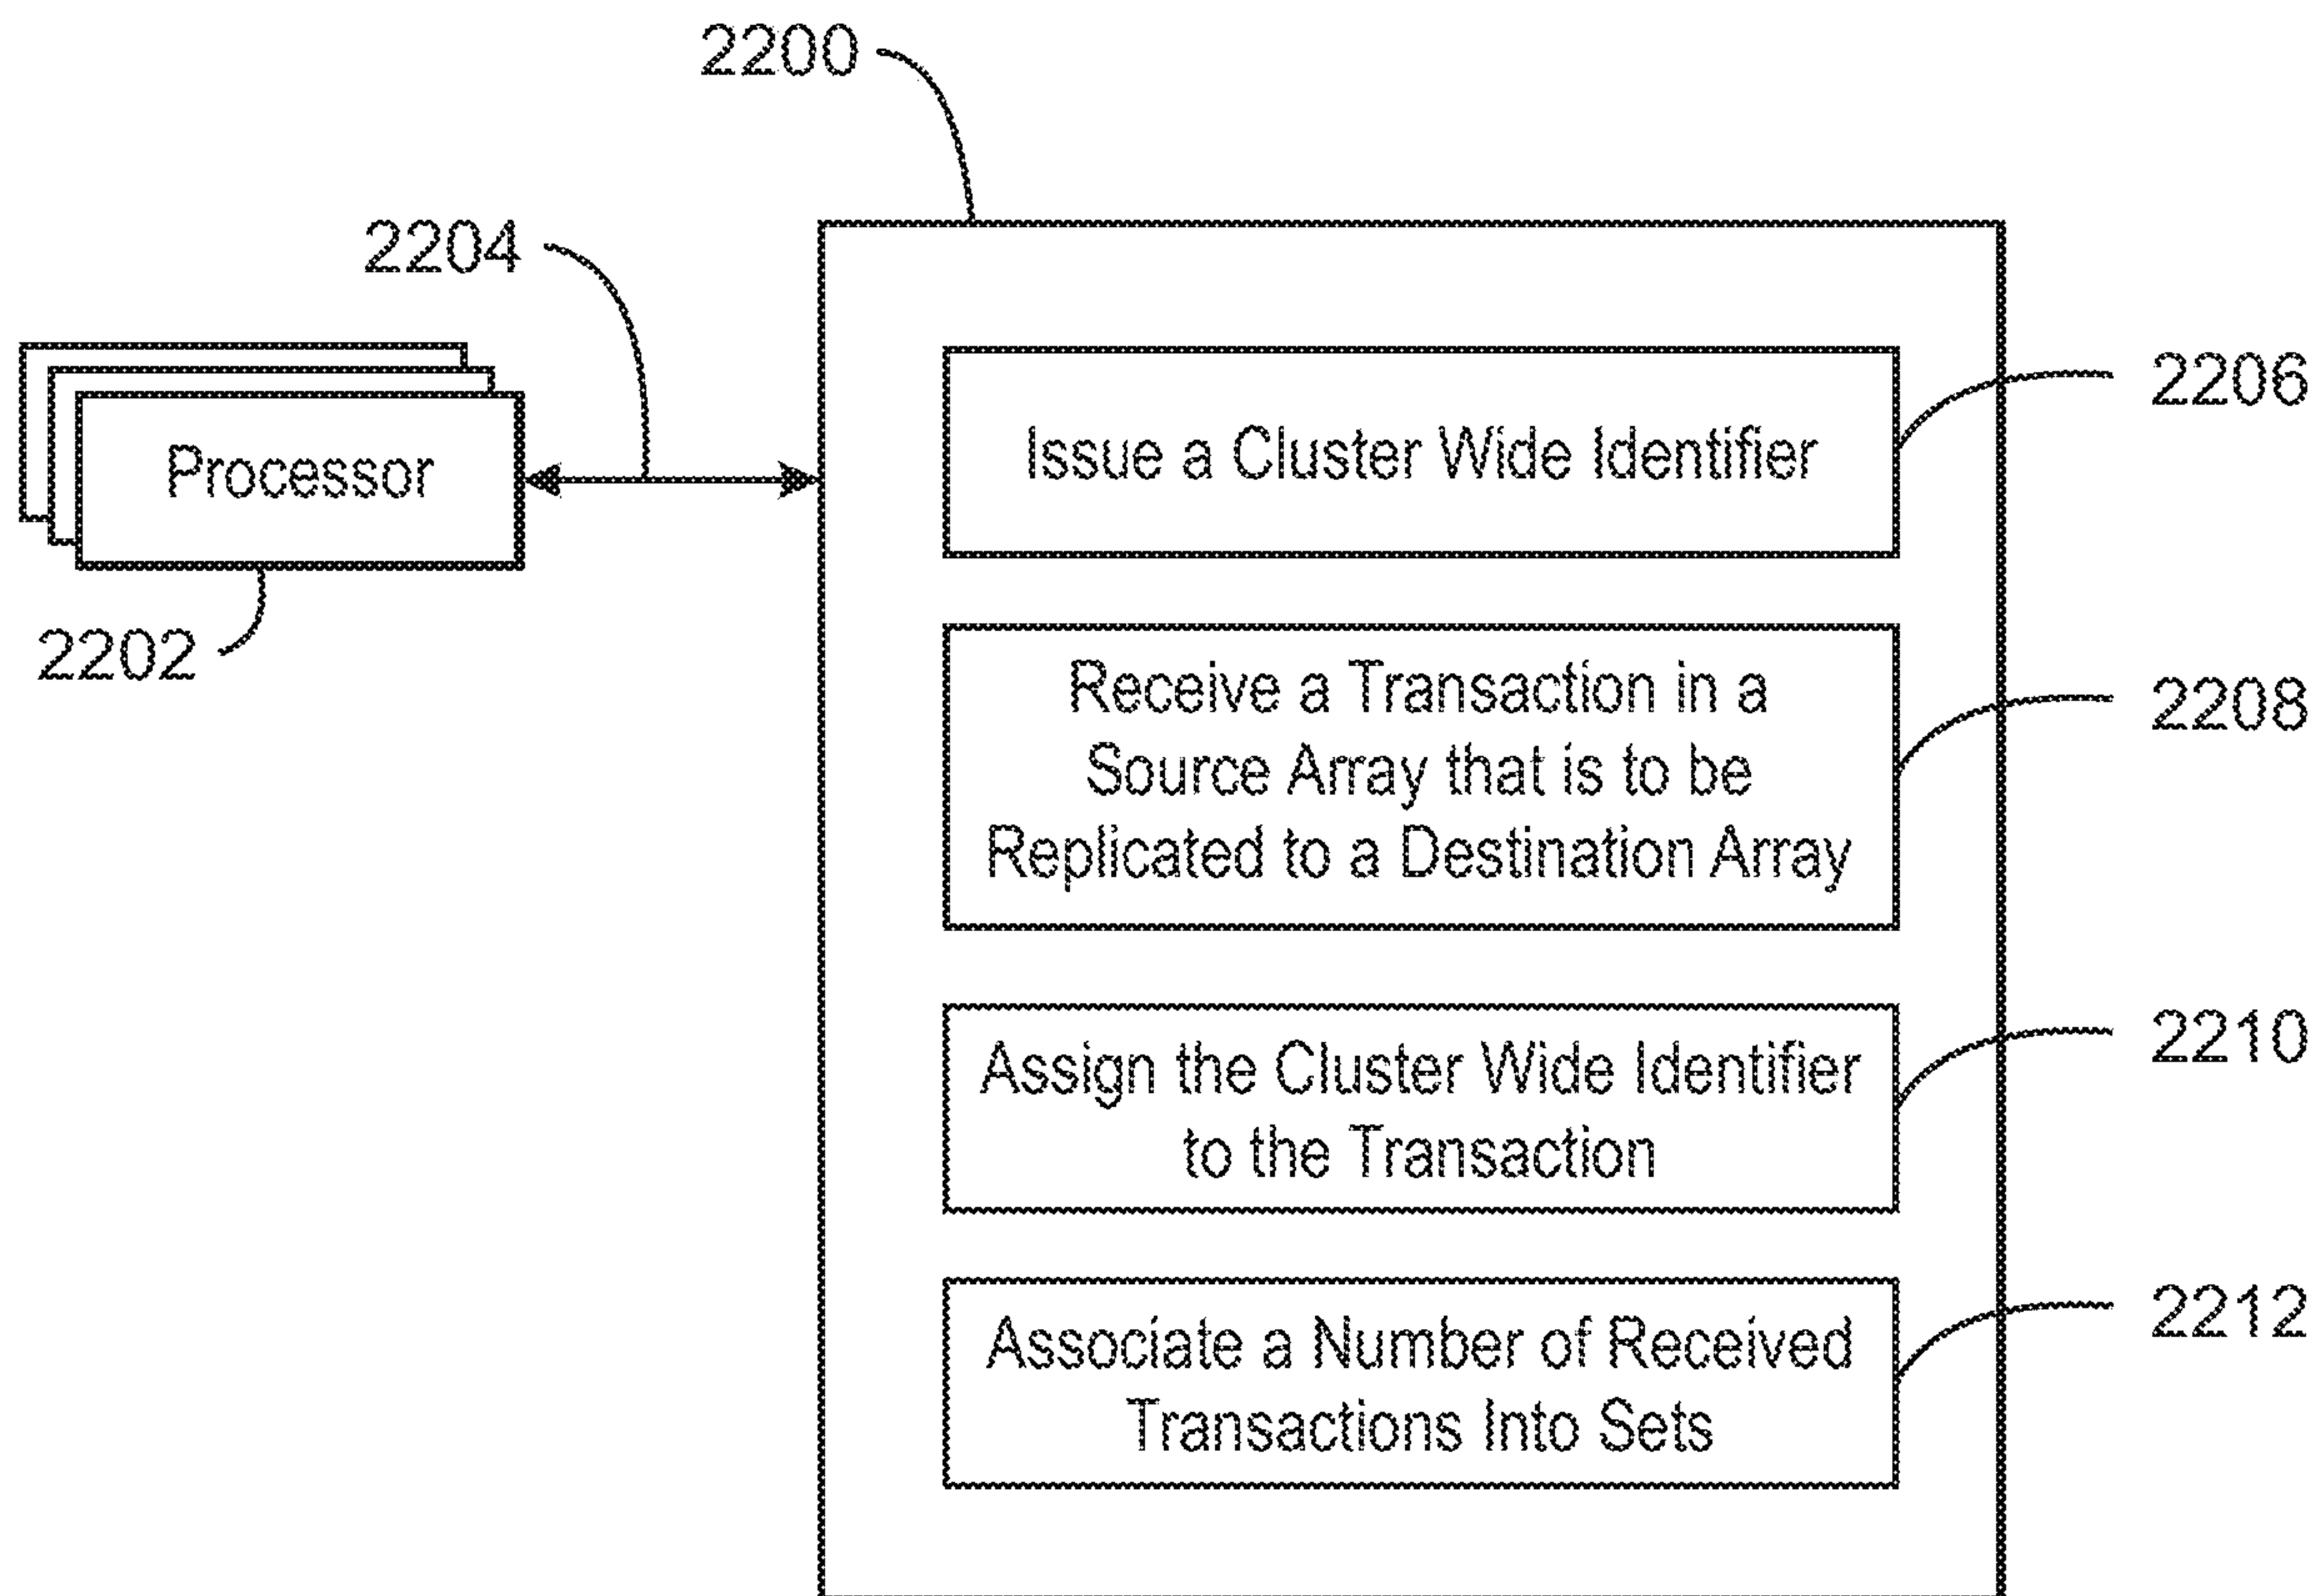 2200
2204
Processor
2202
Issue a Cluster Wide Identifier
2206
Receive a Transaction in a
Source Array that is to be
Replicated to a Destination Array
2208
Assign the Cluster Wide Identifier
to the Transaction
2210
Associate a Number of Received
Transactions Into Sets
2212